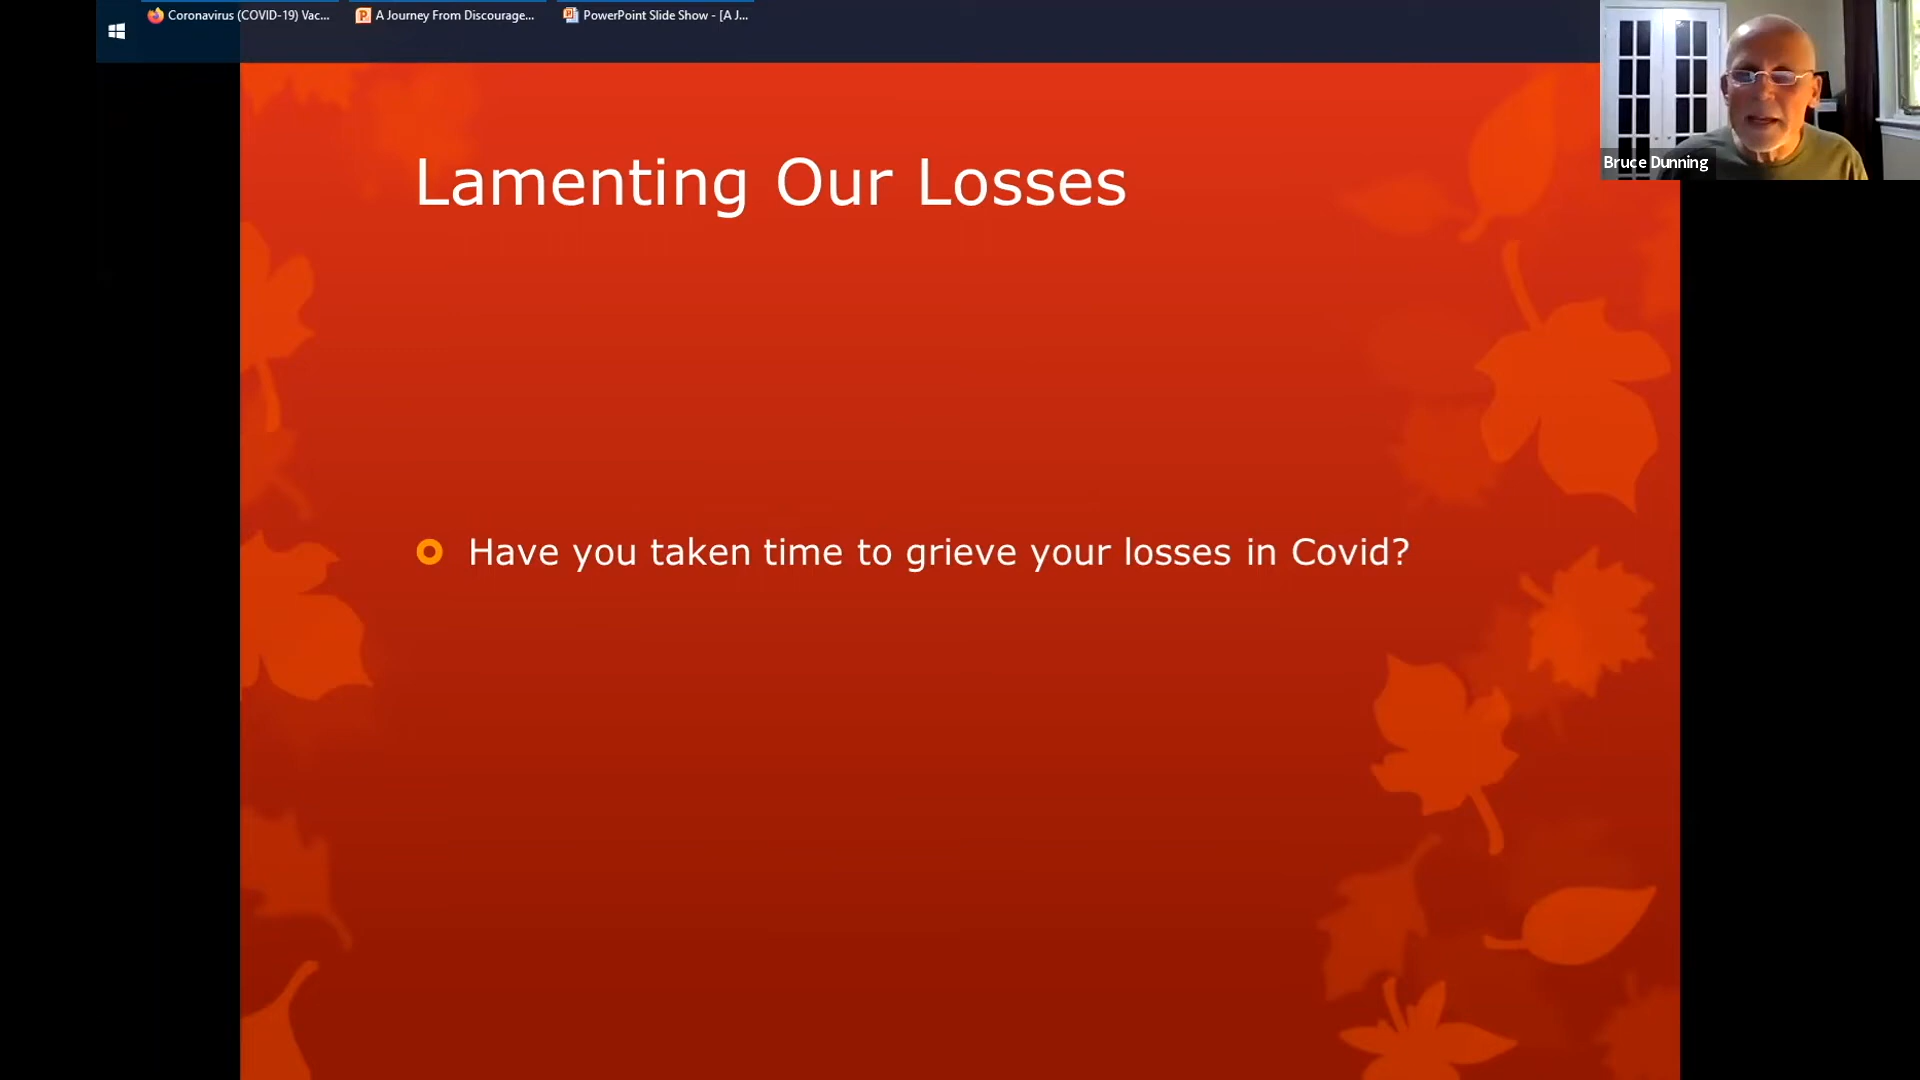 Coronavirus (COVID-19) Vac...
A Journey From Discourage...
PowerPoint Slide Show - [A J...
Bruce Dunning
Lamenting Our Losses
Have you taken time to grieve your losses in Covid?